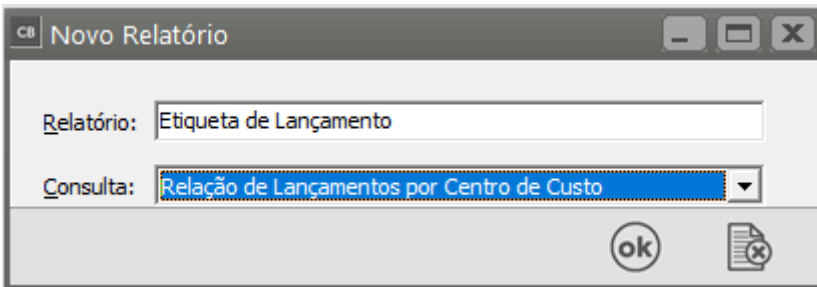 CB Novo Relatório
Relatório: Etiqueta de Lançamento
Consulta: Relação de Lançamentos por Centro de Custo
ok